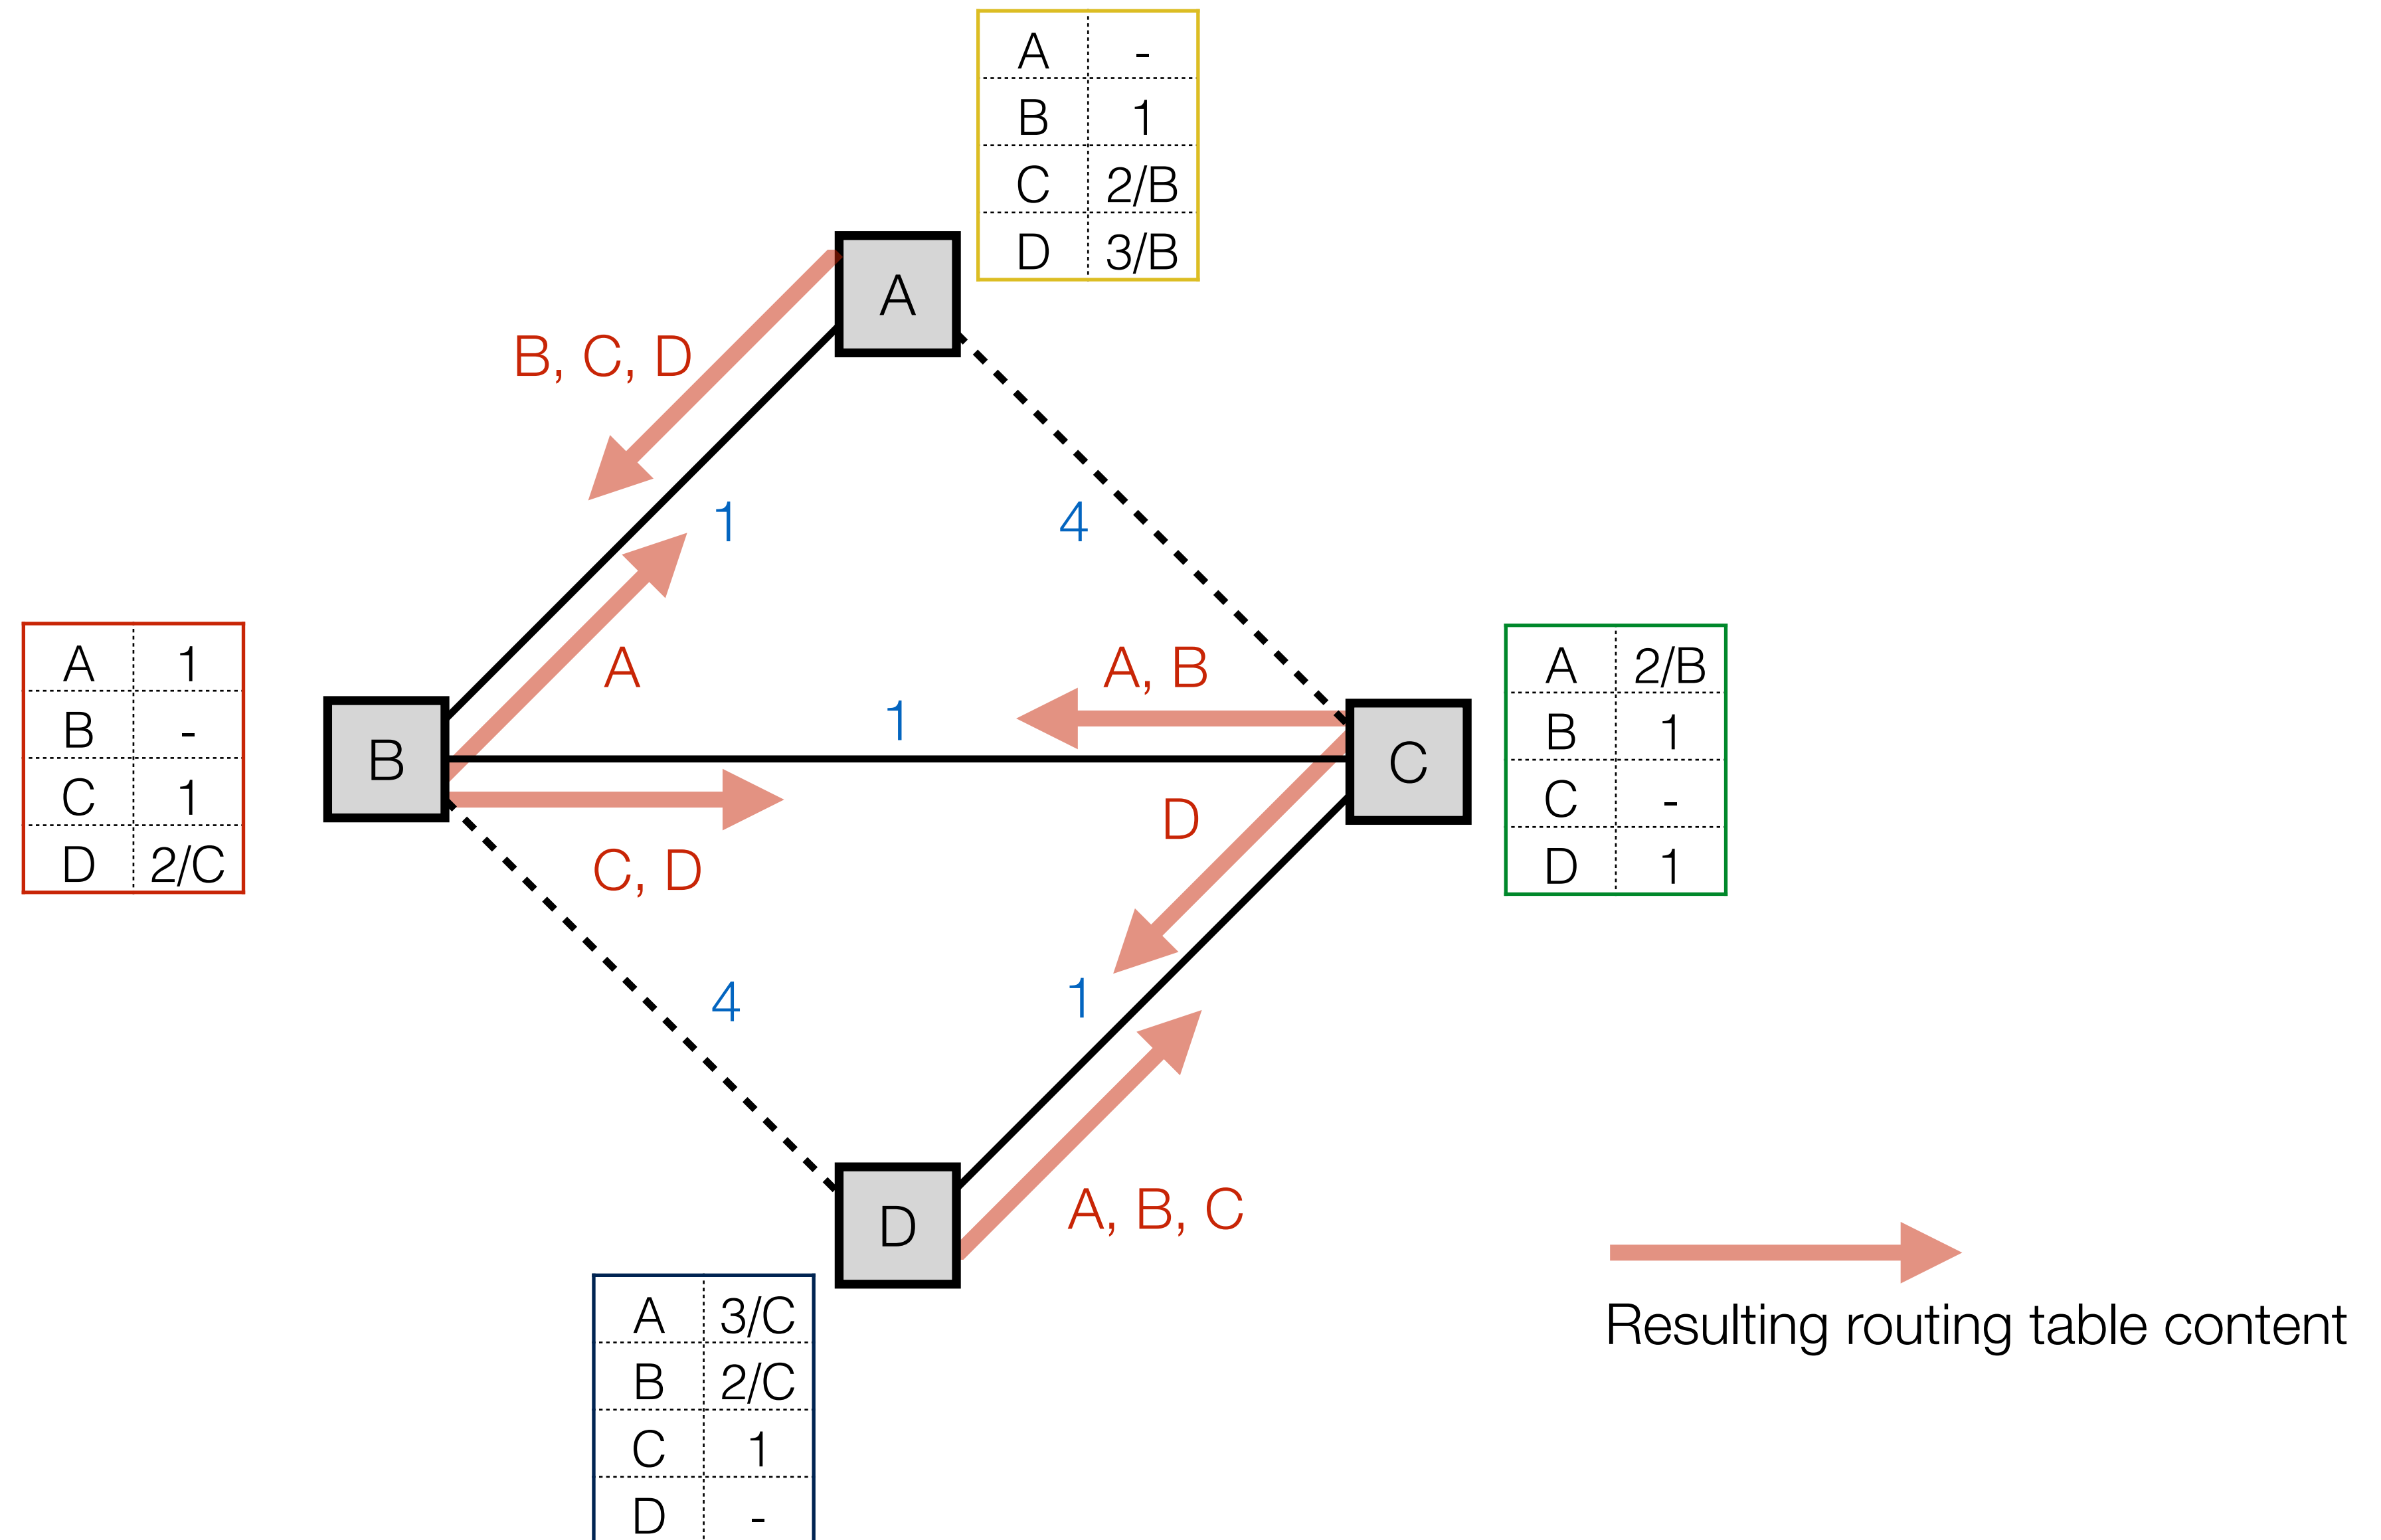 A -
B 1
C 2/B
D 3/B
A
B, C, D
1
4
A
A, B
1
A 1
B -
C 1
D 2/C
B
C
A 2/B
B 1
C -
D 1
D
C, D
4
1
A, B, C
D
A 3/C
B 2/C
C 1
D -
Resulting routing table content